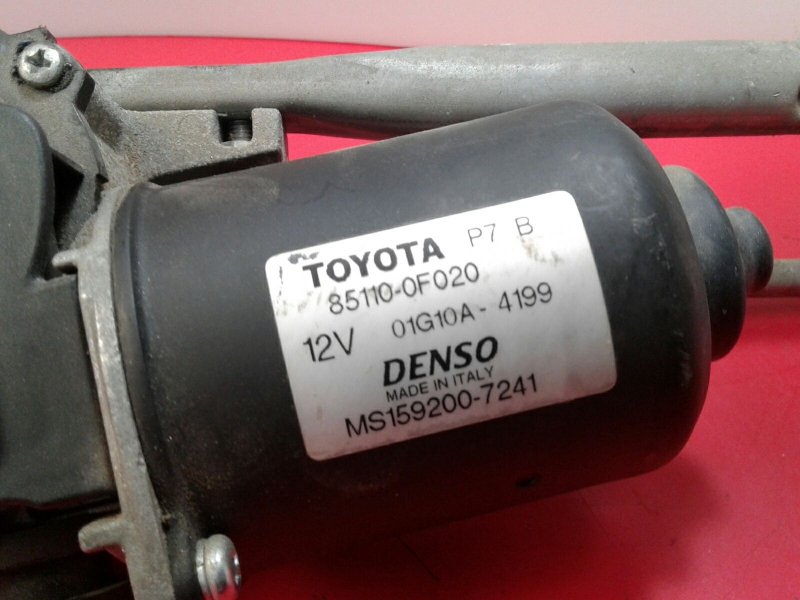 TOYOTA P7 B
85110-0F020
12V 01G10A-4199
DENSO
MADE IN ITALY
MS159200-7241